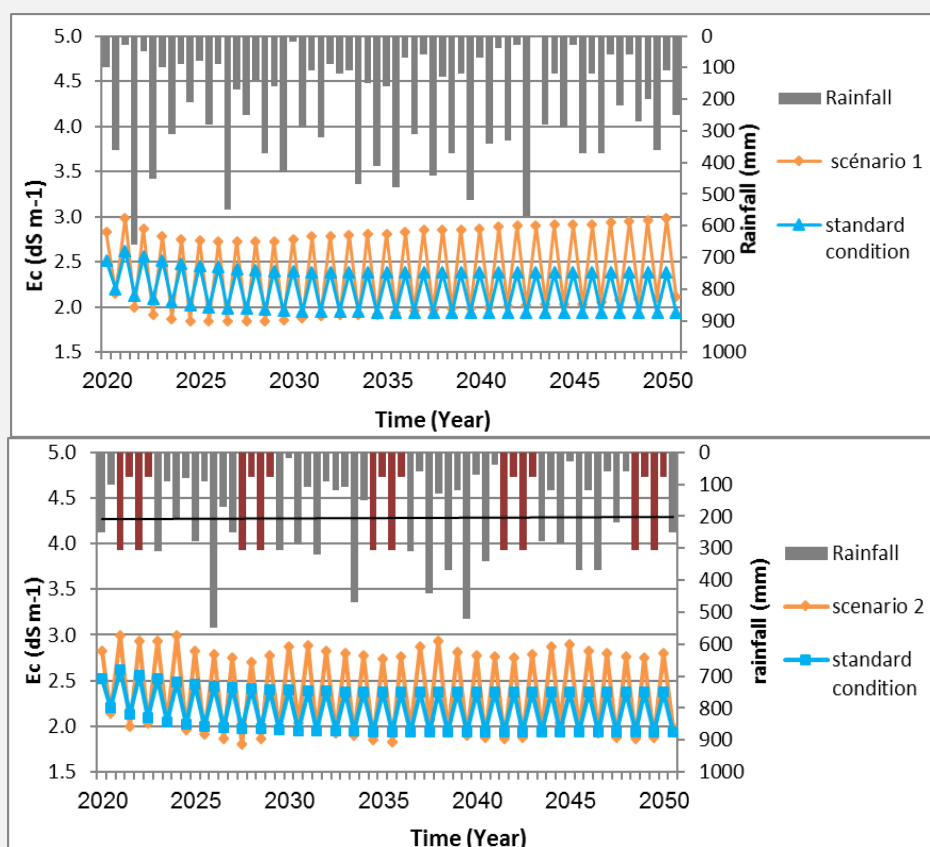 5.0
4.5
4.0
3.5
3.0
2.5
2.0
1.5
Ec (dS m-1)
0
100
200
300
400
500
600
700
800
900
1000
Rainfall (mm)
2020 2025 2030 2035 2040 2045 2050
Time (Year)
Rainfall
scénario 1
standard
condition
5.0
4.5
4.0
3.5
3.0
2.5
2.0
1.5
Ec (dS m-1)
0
100
200
300
400
500
600
700
800
900
1000
rainfall (mm)
2020 2025 2030 2035 2040 2045 2050
Time (Year)
Rainfall
scenario 2
standard
condition